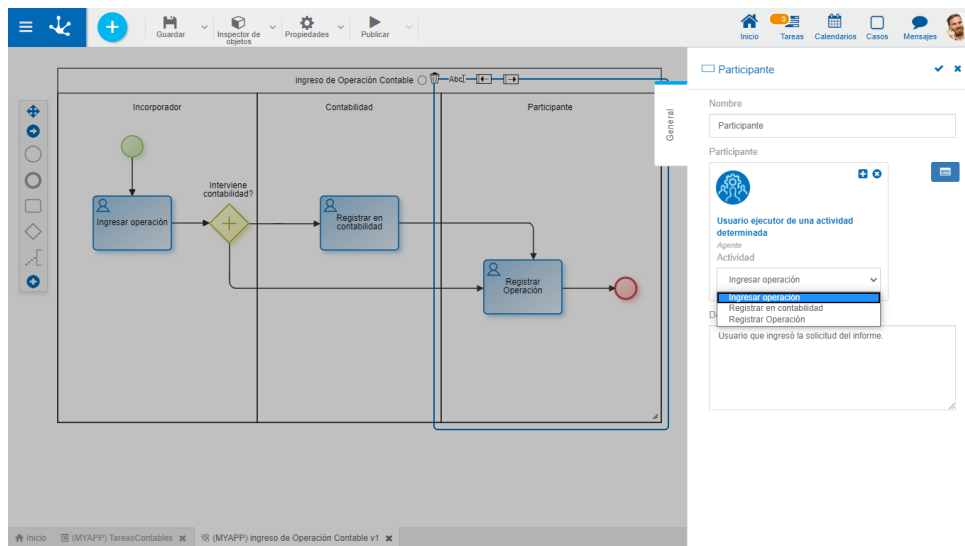 Guardar
Inspector de
objetos
Propiedades
Publicar
3
Inicio
Tareas
Calendarios
Casos
Mensajes
ingreso de Operación Contable
Abc
Incorporador
Contabilidad
Participante
Ingresar operación
Interviene
contabilidad?
Registrar en
contabilidad
Registrar
Operación
General
Participante
Nombre
Participante
Participante
Usuario ejecutor de una actividad
determinada
Agente
Actividad
Ingresar operación
Ingresar operación
Registrar en contabilidad
Registrar Operación
Usuario que ingresó la solicitud del informe.
Inicio
(MYAPP) TareasContables
(MYAPP) ingreso de Operación Contable v1